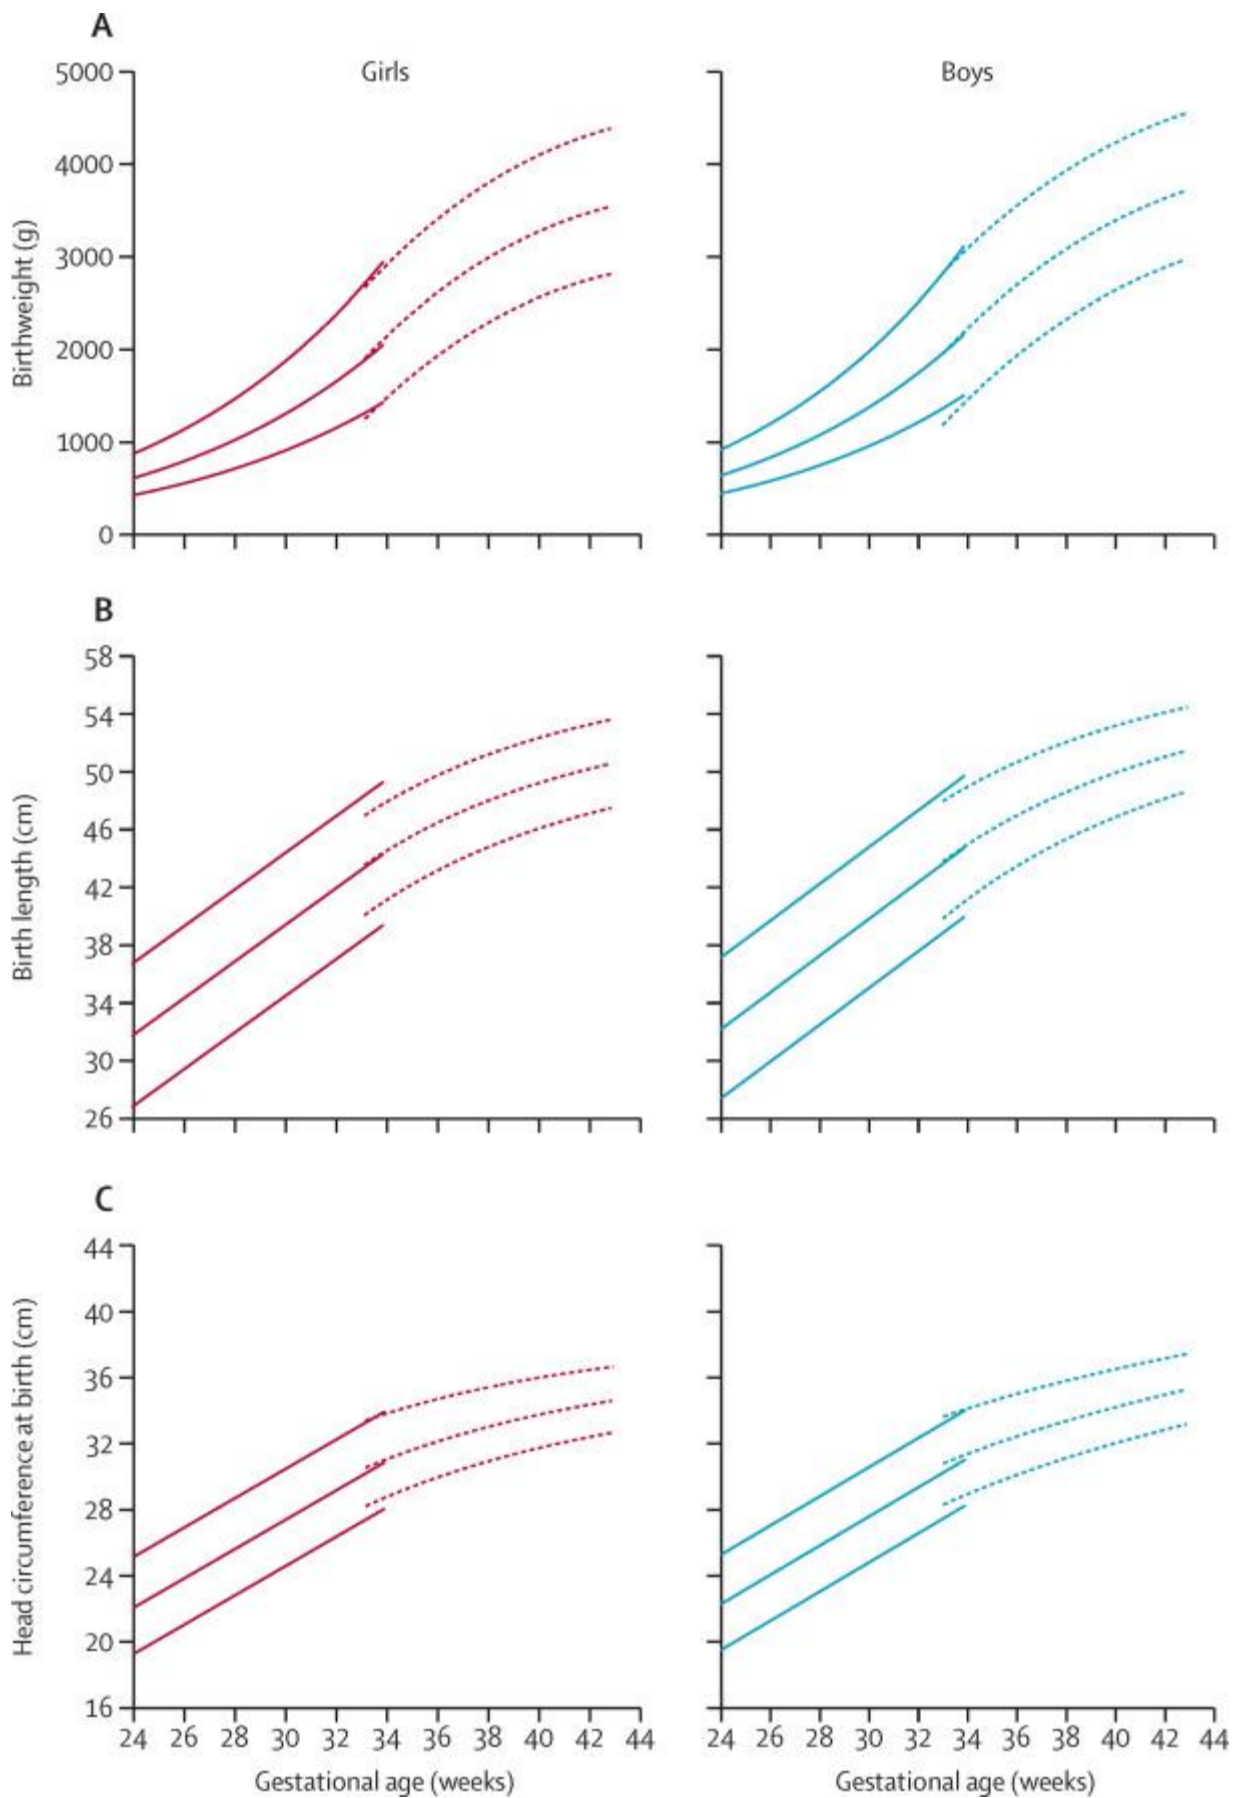 A
Girls
Boys
5000
4000
3000
2000
1000
0
Birthweight (g)
B
58
54
50
46
42
38
34
30
26
Birth length (cm)
C
44
40
36
32
28
24
20
16
Head circumference at birth (cm)
24 26 28 30 32 34 36 38 40 42 44
24 26 28 30 32 34 36 38 40 42 44
Gestational age (weeks)
Gestational age (weeks)